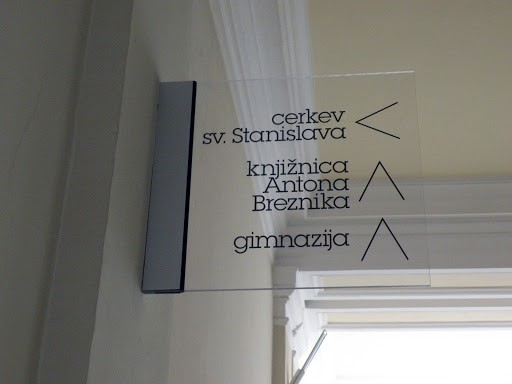 cerkev
sv. Stanislava
knjižnica
Antona
Breznika
gimnazija